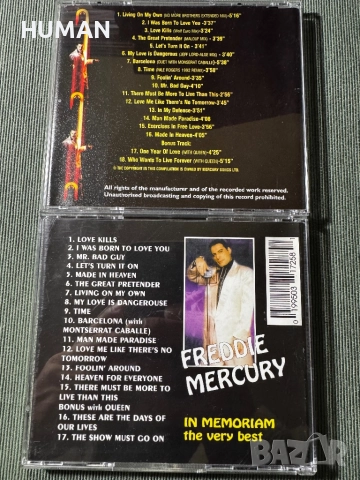 HUMAN
1. Living On My Own (NO MORE BROTHERS EXTENDED MIX)-5'16"
2. I Was Born To Love You -3'37"
3. Love Kills (Wolf Euro Mix)-3'24"
4. The Great Pretender (MALOUF MIX)- 3'39"
5. Let's Turn It On- 3'41"
6. My Love Is Dangerous (JEFF LORD-ALGE MIX) -3'40"
7. Barcelona (DUET WITH MONSERRAT CABALLE)-5'38"
8. Time (NILE ROGERS 1992 REMIX)-3'50"
9. Foolin' Around-3'35"
10. Mr. Bad Guy-4'08"
11. There Must Be More To Live Than This-2'56"
12. Love Me Like There's No Tomorrow-3'45"
13. In My Defense-3'51"
14. Man Made Paradise-4'08"
15. Exercises In Free Love-3'56"
16. Made In Heaven-4'05"
Bonus Track:
17. One Year Of Love (WITH QUEEN)-4'25"
18. Who Wants To Live Forever (WITH QUEEN)-5'15"
All rights of the manufacturer and of the recordet work reserved.
Unauthorised broadcasting and copying of this record prohibited.
1. LOVE KILLS
2. I WAS BORN TO LOVE YOU
3. MR. BAD GUY
4. LET'S TURN IT ON
5. MADE IN HEAVEN
6. THE GREAT PRETENDER
7. LIVING ON MY OWN
8. MY LOVE IS DANGEROUSE
9. TIME
10. BARCELONA (with
MONTSERRAT CABALLE)
11. MAN MADE PARADISE
12. LOVE ME LIKE THERE'S NO
TOMORROW
13. FOOLIN' AROUND
14. HEAVEN FOR EVERYONE
15. THERE MUST BE MORE TO
LIVE THAN THIS
BONUS with QUEEN
16. THESE ARE THE DAYS OF
OUR LIVES
17. THE SHOW MUST GO ON
FREDDIE
MERCURY
IN MEMORIAM
the very best
0 199503 17258
BAZAR